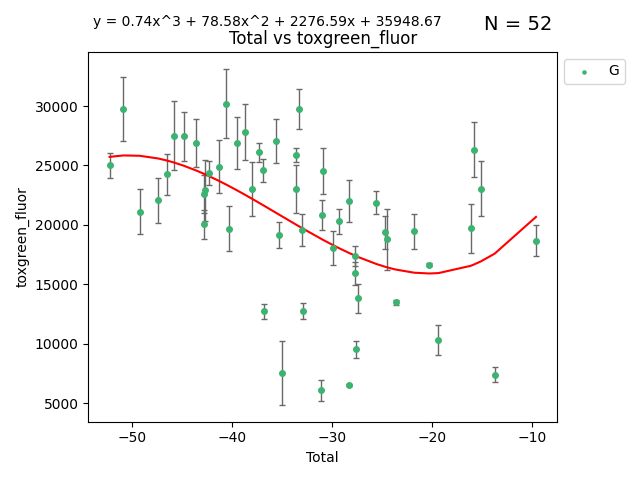 y = 0.74x^3 + 78.58x^2 + 2276.59x + 35948.67
N = 52
Total vs toxgreen_fluor
G
toxgreen_fluor
30000
25000
20000
15000
10000
5000
−50
−40
−30
−20
−10
Total